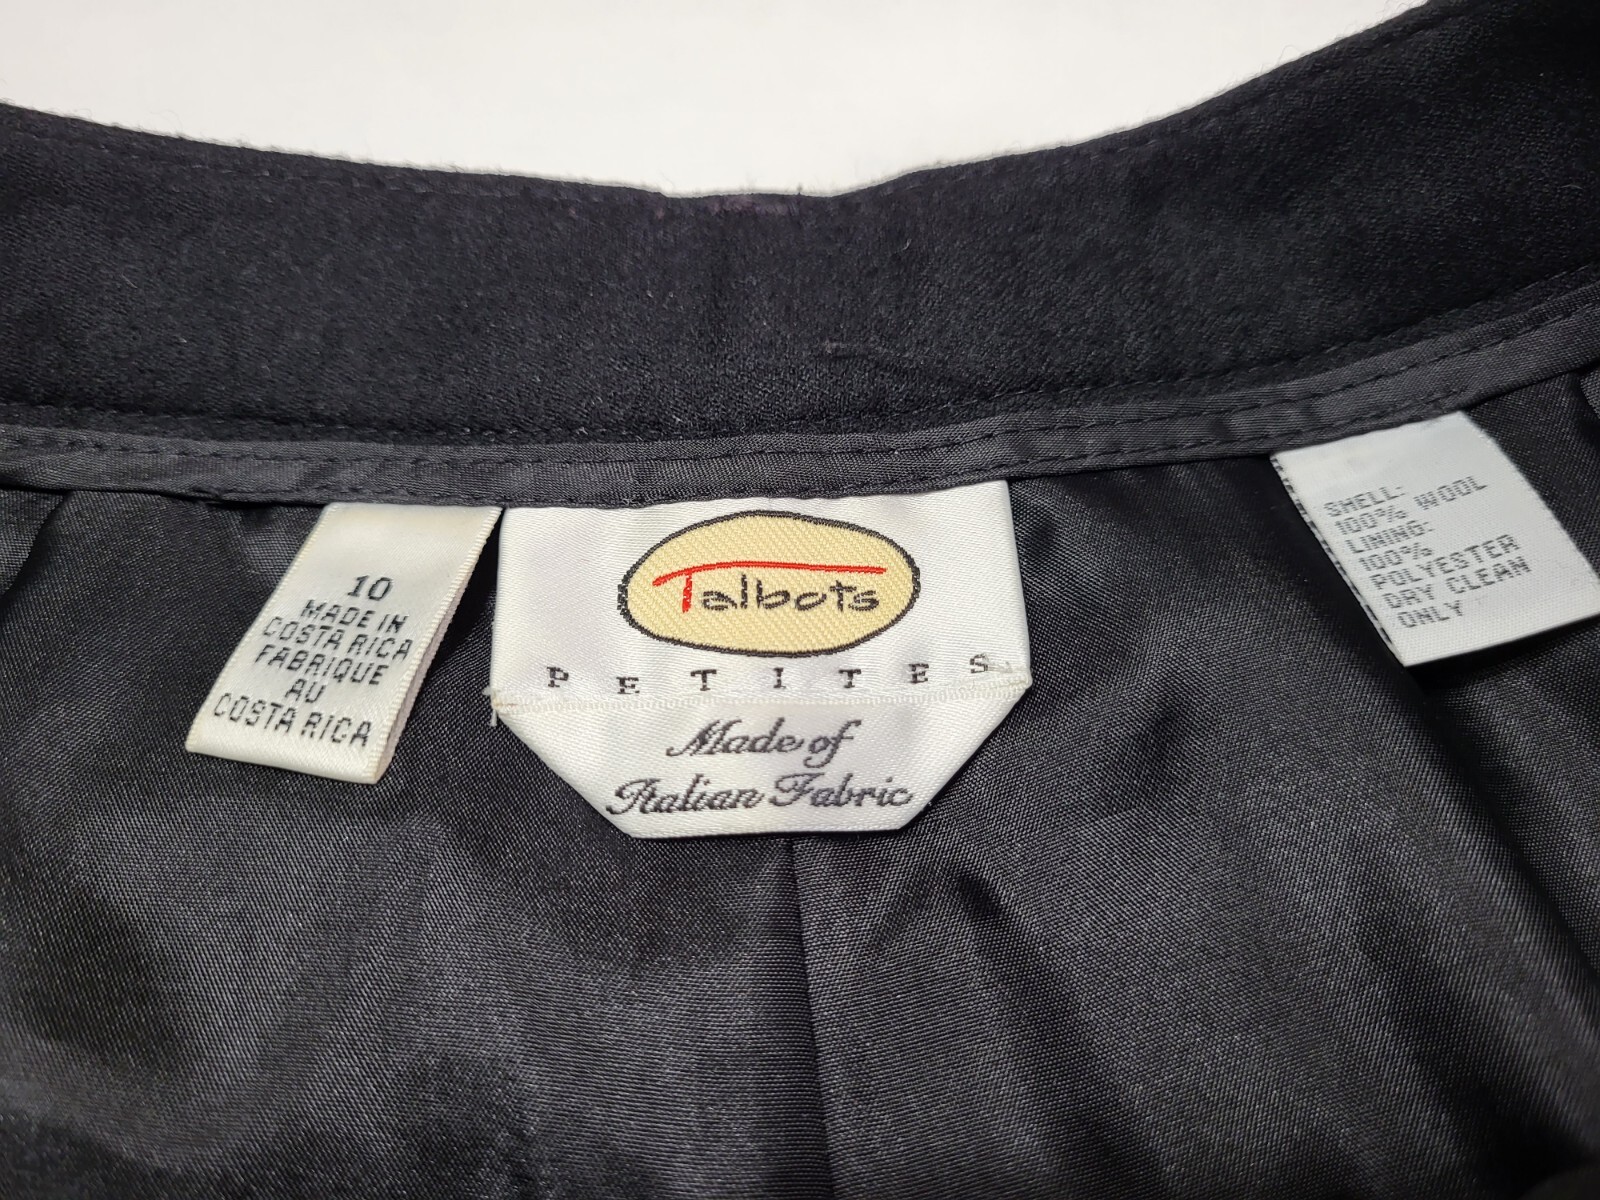 10
MADE IN
COSTA RICA
FABRIQUE
AU
COSTA RICA
Talbots
PETITES
Made of
Italian Fabric
SHELL:
100% WOOL
LINING:
100%
POLYESTER
DRY CLEAN
ONLY